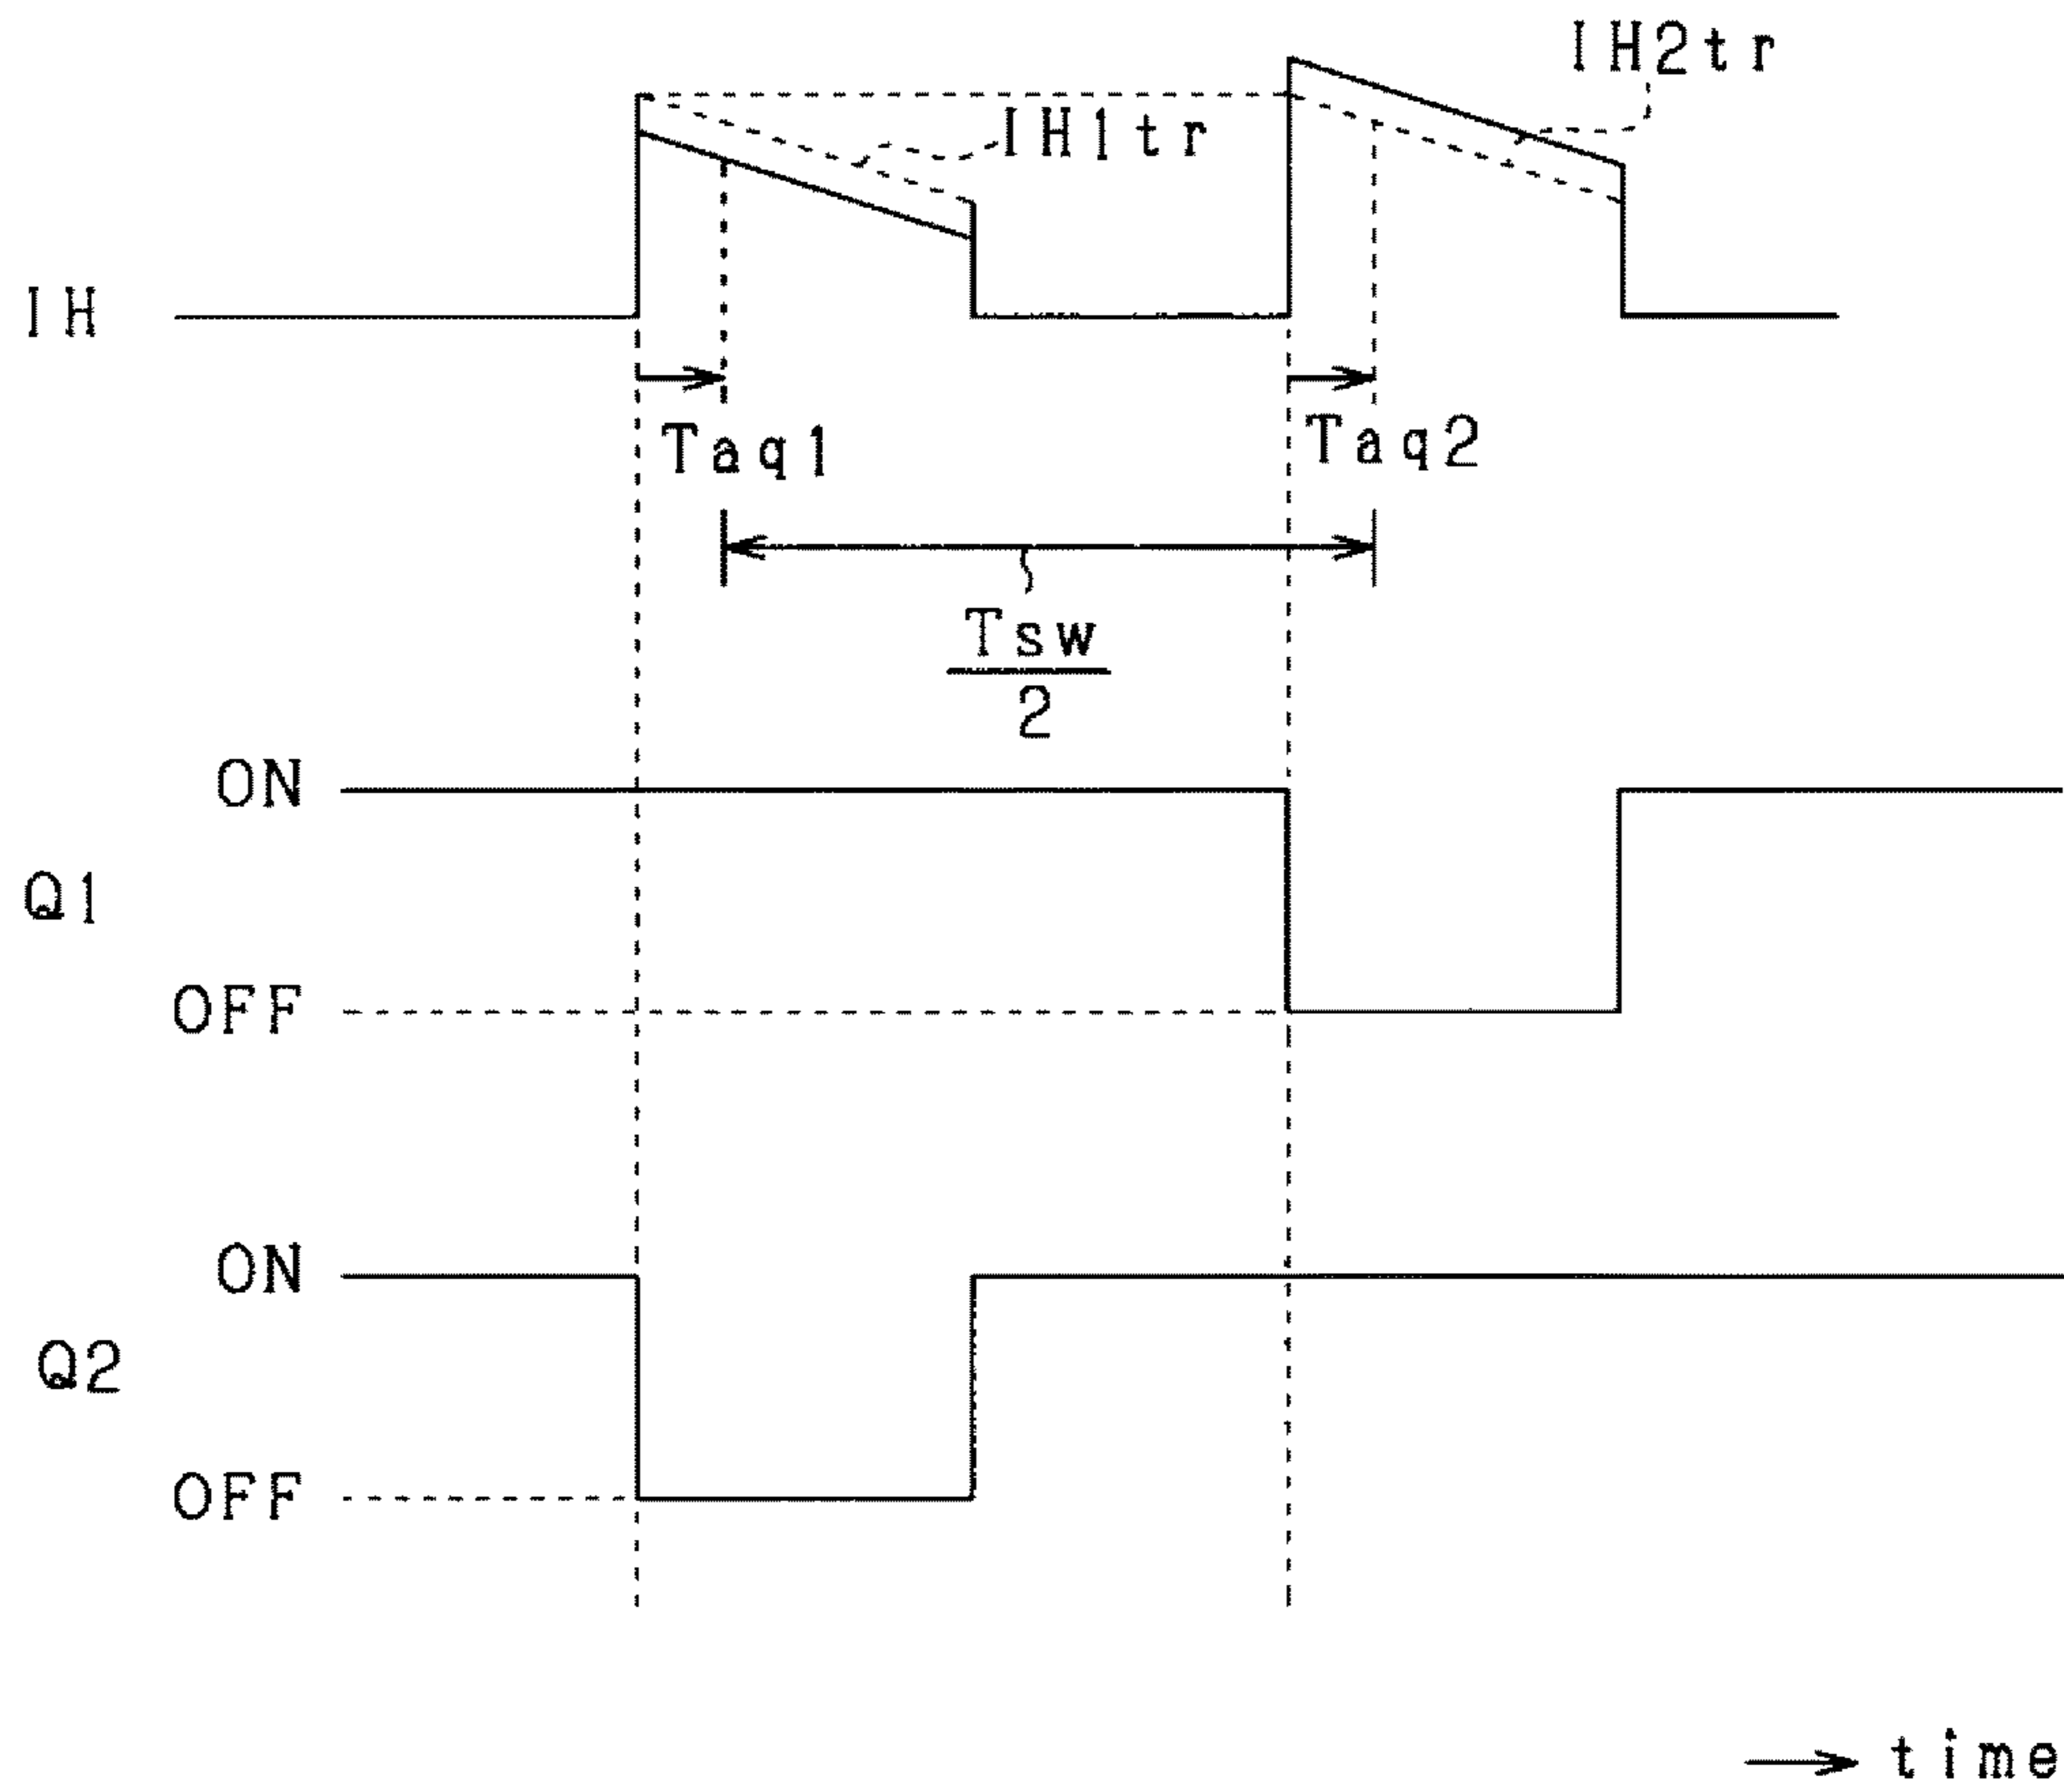 IH2tr
IH1tr
IH
Taq1
Taq2
Tsw
2
ON
Q1
OFF
ON
Q2
OFF
time